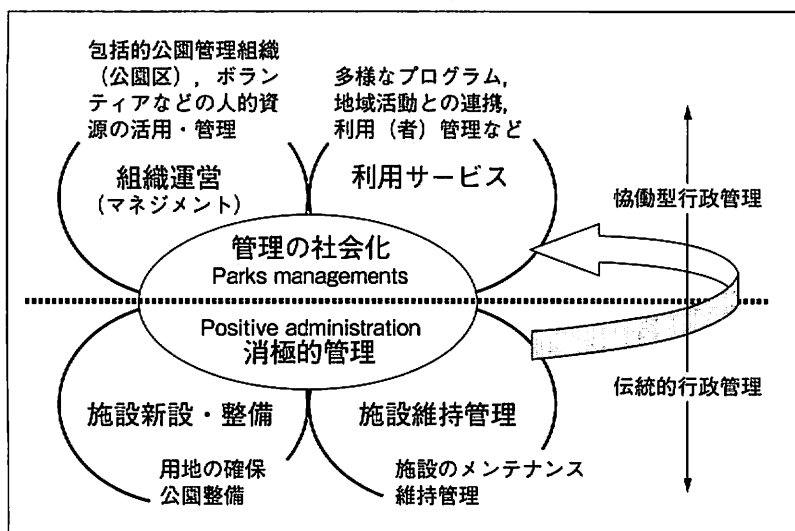 包括的公園管理組織
（公園区），ボラン
ティアなどの人的資
源の活用・管理
組織運営
（マネジメント）
多様なプログラム，
地域活動との連携，
利用（者）管理など
利用サービス
協働型行政管理
管理の社会化
Parks managements
Positive administration
消極的管理
伝統的行政管理
施設新設・整備
用地の確保
公園整備
施設維持管理
施設のメンテナンス
維持管理